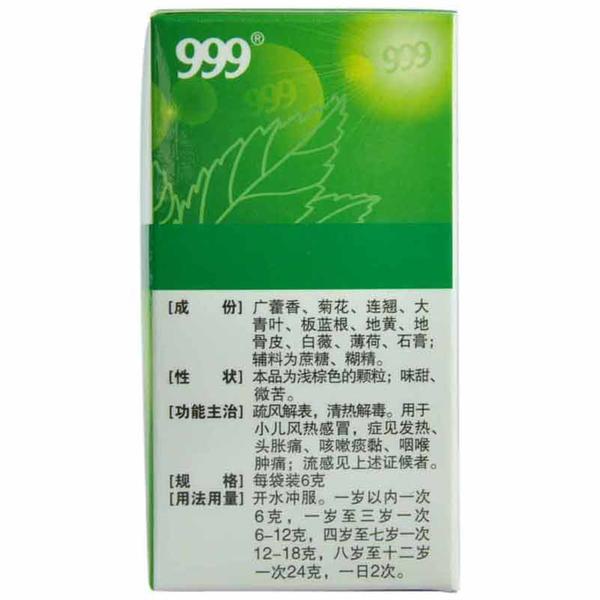 999®
999
999
[成 份] 广藿香、菊花、连翘、大
青叶、板蓝根、地黄、地
骨皮、白薇、薄荷、石膏；
辅料为蔗糖、糊精。
[性 状] 本品为浅棕色的颗粒；味甜、
微苦。
[功能主治] 疏风解表，清热解毒。用于
小儿风热感冒，症见发热、
头胀痛、咳嗽痰黏、咽喉
肿痛；流感见上述证候者。
[规 格] 每袋装6克
[用法用量] 开水冲服。一岁以内一次
6克，一岁至三岁一次
6-12克，四岁至七岁一次
12-18克，八岁至十二岁
一次24克，一日2次。